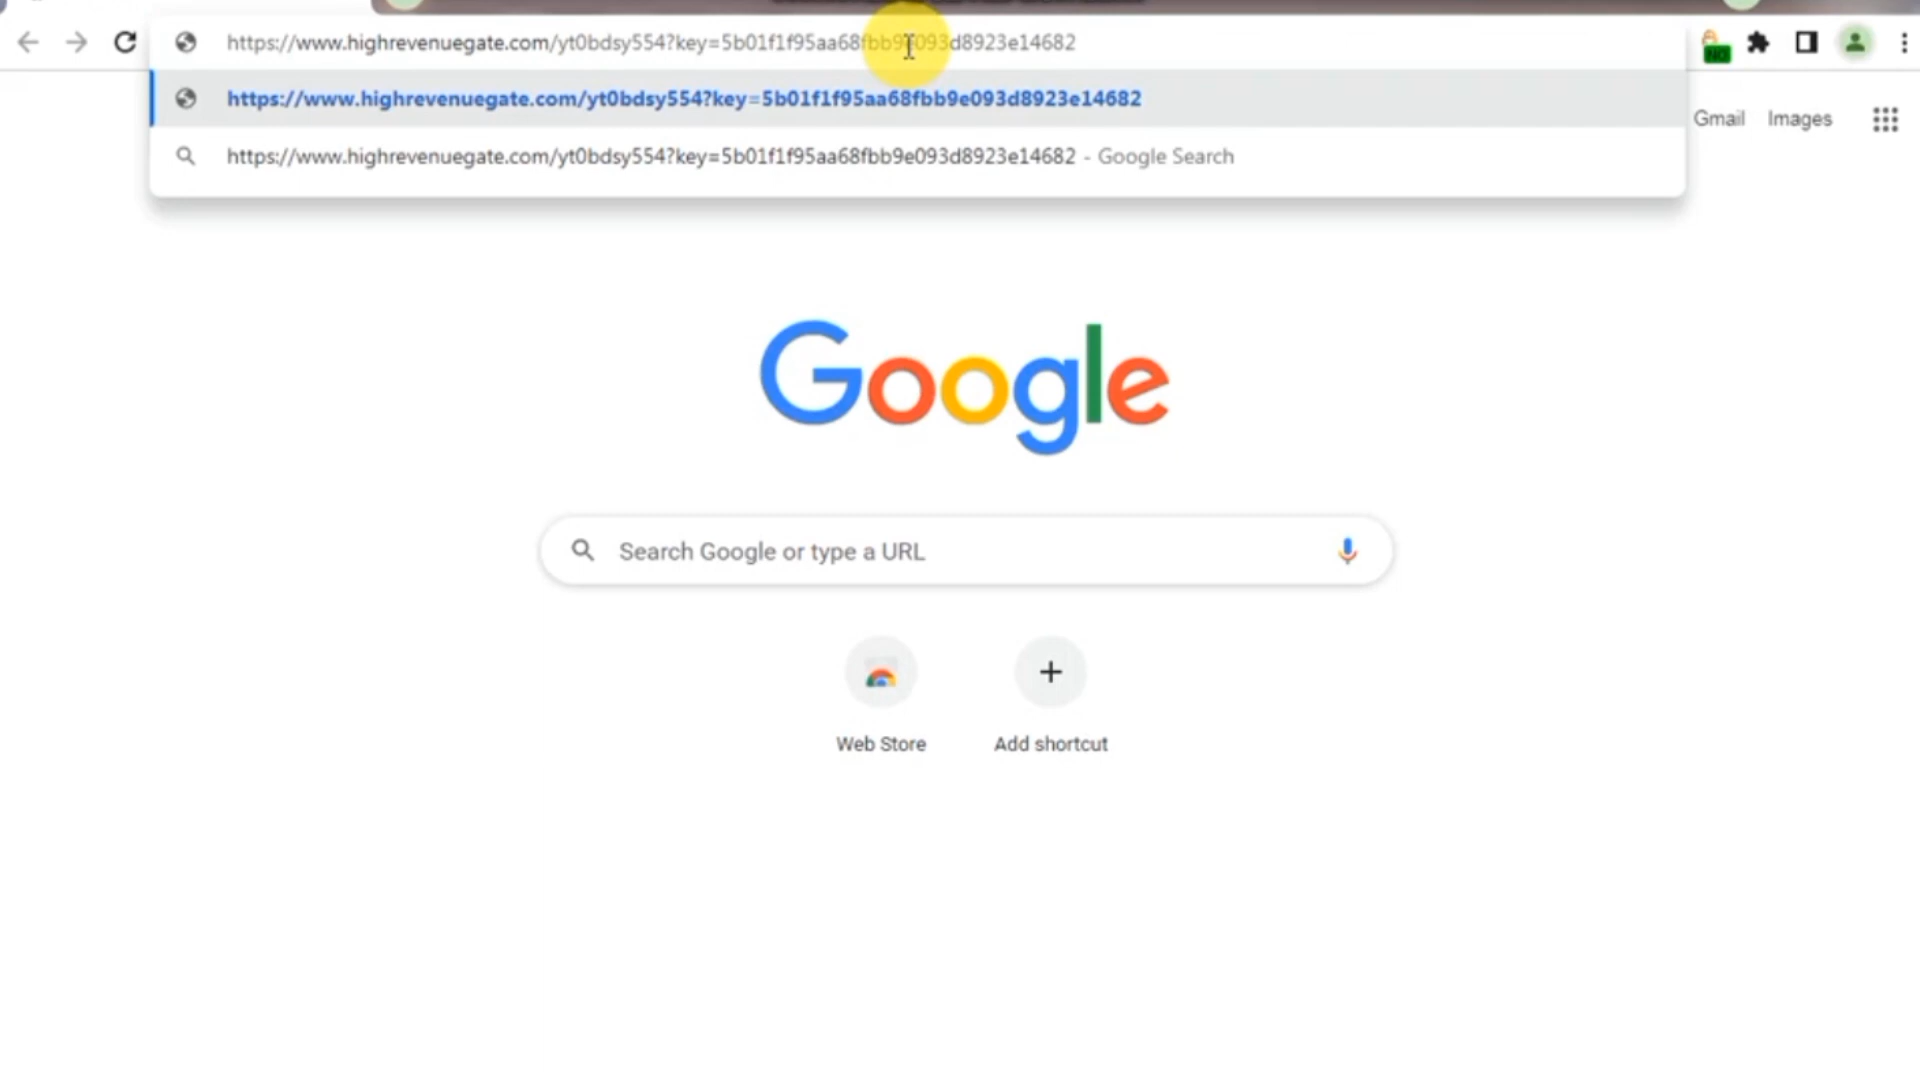 https://www.highrevenuegate.com/yt0bdsy554?key=5b01f1f95aa68fbb9e093d8923e14682
https://www.highrevenuegate.com/yt0bdsy554?key=5b01f1f95aa68fbb9e093d8923e14682
https://www.highrevenuegate.com/yt0bdsy554?key=5b01f1f95aa68fbb9e093d8923e14682 - Google Search
Gmail Images
Google
Search Google or type a URL
Web Store Add shortcut